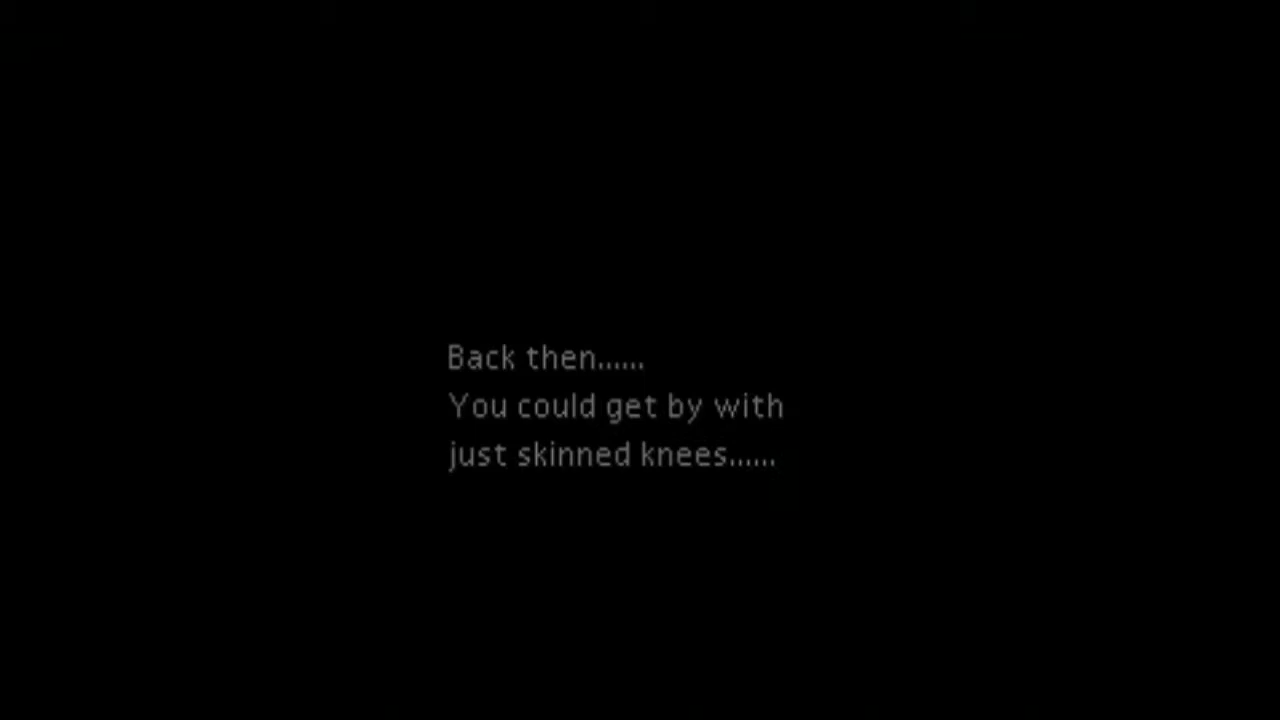 Back then......
You could get by with
just skinned knees......